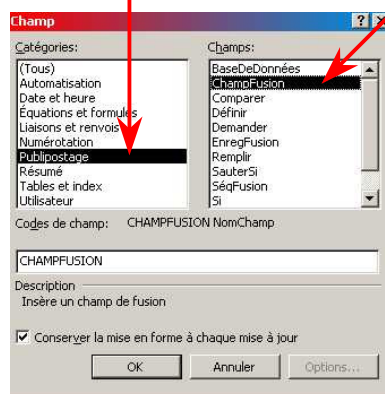 Champ
Catégories:
(Tous)
Automatisation
Date et heure
Équations et formules
Liaisons et renvois
Numérotation
Publipostage
Résumé
Tables et index
Utilisateur
Champs:
BaseDeDonnées
ChampFusion
Comparer
Définir
Demander
EnregFusion
Remplir
SauterSi
SéqFusion
Si
Codes de champ: CHAMPFUSION NomChamp
CHAMPFUSION
Description
Insère un champ de fusion
Conserver la mise en forme à chaque mise à jour
OK Annuler Options...